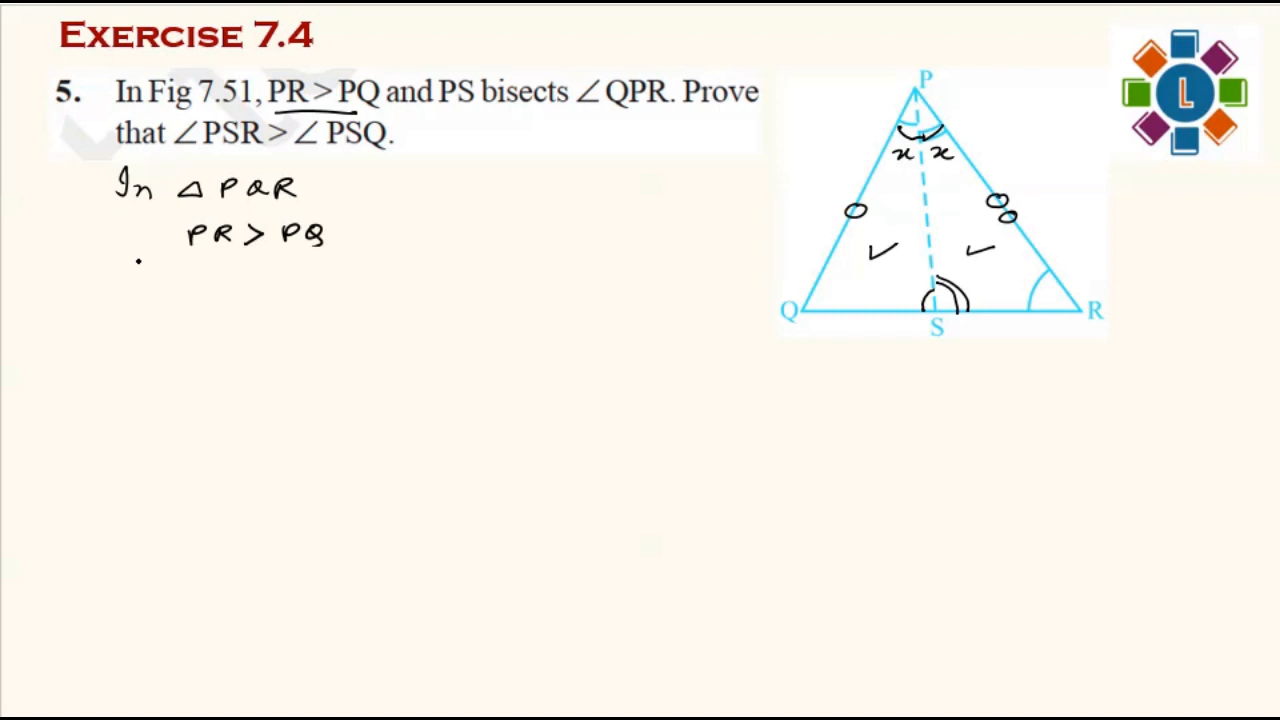 EXERCISE 7.4
5. In Fig 7.51, PR > PQ and PS bisects ∠QPR. Prove
that ∠PSR > ∠ PSQ.
In △ PQR
PR > PQ
P
x x
Q
S
R
L